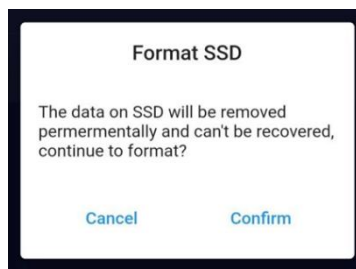 Format SSD
The data on SSD will be removed
permermentally and can't be recovered,
continue to format?
Cancel
Confirm